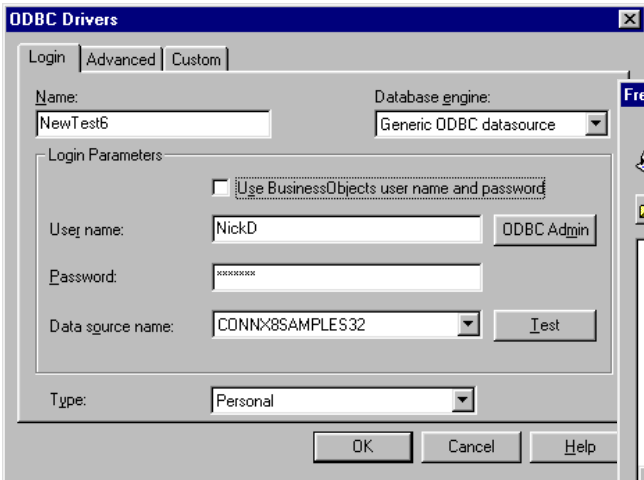 ODBC Drivers
Login Advanced Custom
Name: Database engine:
NewTest6 Generic ODBC datasource
Login Parameters
Use BusinessObjects user name and password
User name: NickD ODBC Admin
Password: *******
Data source name: CONNX8SAMPLES32 Test
Type: Personal
OK Cancel Help
Fre